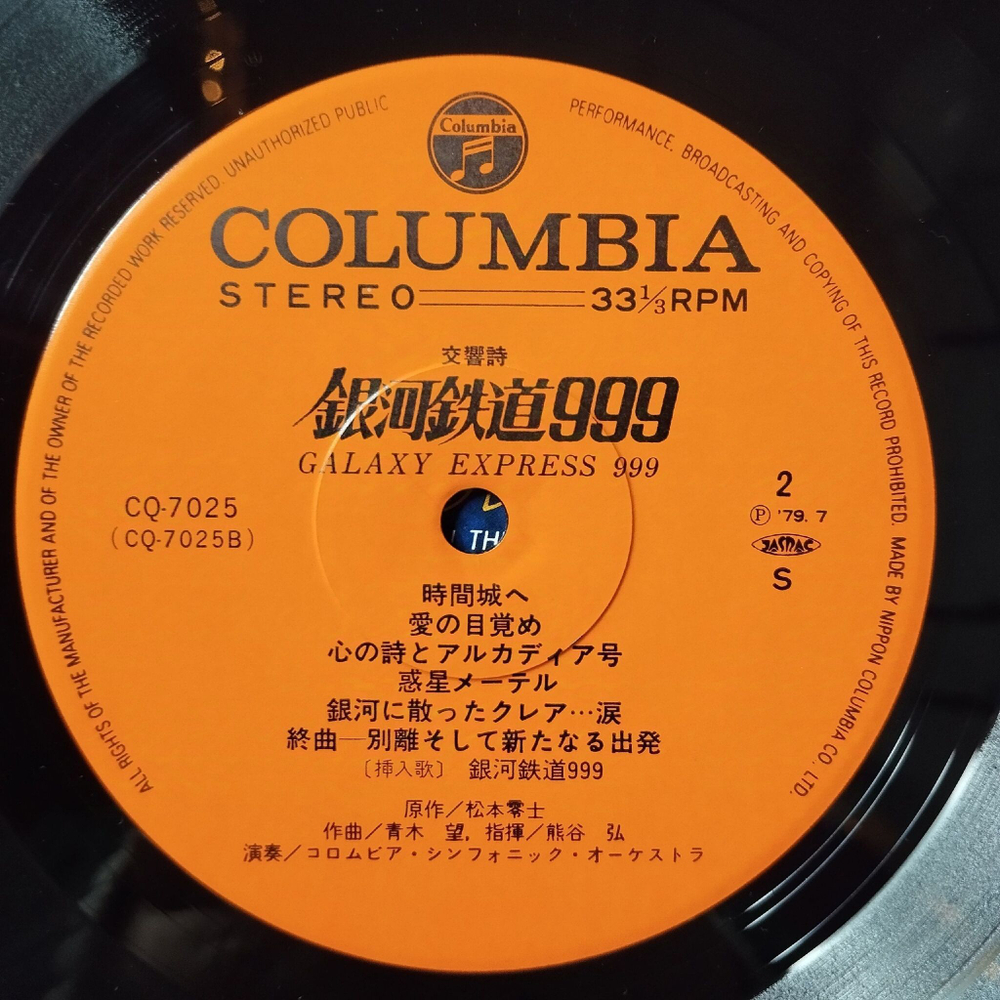 Columbia
COLUMBIA
STEREO 33 1/3 RPM
交響詩
銀河鉄道999
GALAXY EXPRESS 999
CQ-7025
(CQ-7025B)
2
Ⓟ '79. 7
JASRAC
S
TH
時間城へ
愛の目覚め
心の詩とアルカディア号
惑星メーテル
銀河に散ったクレア…涙
終曲—別離そして新たなる出発
〔挿入歌〕 銀河鉄道999
原作/松本零士
作曲/青木 望, 指揮/熊谷 弘
演奏/コロムビア・シンフォニック・オーケストラ
ALL RIGHTS OF THE MANUFACTURER AND OF THE OWNER OF THE RECORDED WORK RESERVED. UNAUTHORIZED PUBLIC PERFORMANCE, BROADCASTING AND COPYING OF THIS RECORD PROHIBITED. MADE BY NIPPON COLUMBIA CO. LTD.